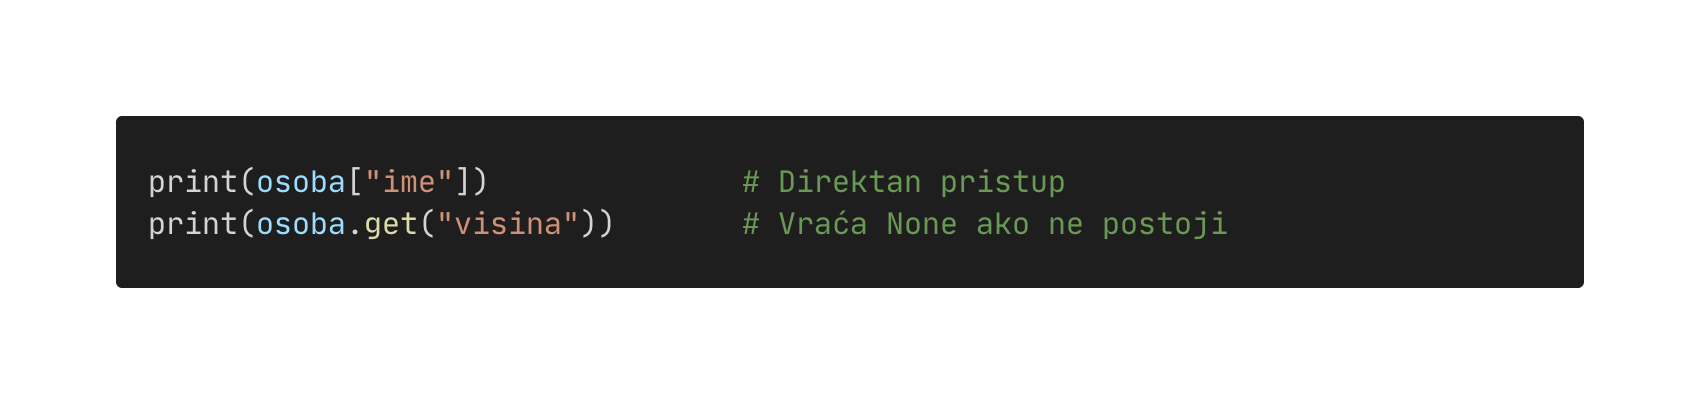 print(osoba["ime"])              # Direktan pristup
print(osoba.get("visina"))       # Vraća None ako ne postoji